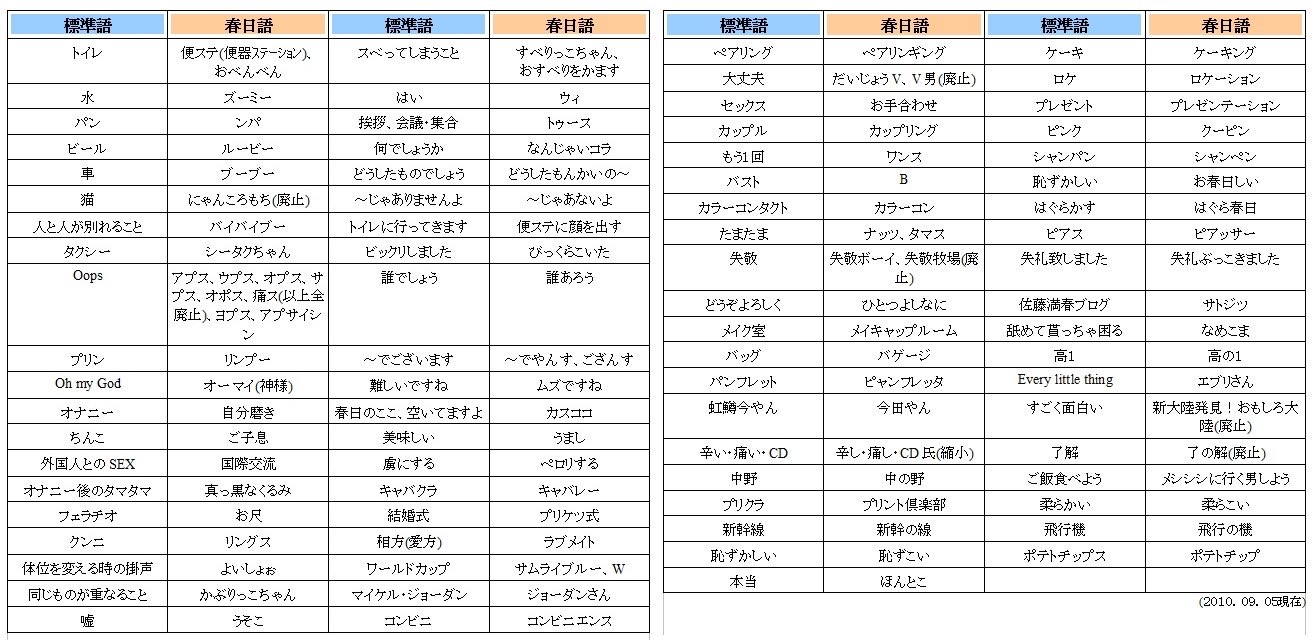 標準語 春日語 標準語 春日語
トイレ 便ステ(便器ステーション)、おべんべん スベってしまうこと すべりっこちゃん、おすべりをかます
水 ズーミー はい ウィ
パン ンパ 挨拶、会議・集合 トゥース
ビール ルービー 何でしょうか なんじゃいコラ
車 ブーブー どうしたものでしょう どうしたもんかいの～
猫 にゃんころもち(廃止) ～じゃありませんよ ～じゃあないよ
人と人が別れること バイバイブー トイレに行ってきます 便ステに顔を出す
タクシー シータクちゃん ビックリしました びっくらこいた
Oops アプス、ウプス、オプス、サプス、オポス、痛ス(以上全廃止)、ヨプス、アプサイシン 誰でしょう 誰あろう
プリン リンプー ～でございます ～でやんす、ござんす
Oh my God オーマイ(神様) 難しいですね ムズですね
オナニー 自分磨き 春日のここ、空いてますよ カスココ
ちんこ ご子息 美味しい うまし
外国人とのSEX 国際交流 虜にする ペロリする
オナニー後のタマタマ 真っ黒なくるみ キャバクラ キャバレー
フェラチオ お尺 結婚式 プリケツ式
クンニ リングス 相方(愛方) ラブメイト
体位を変える時の掛声 よいしょぉ ワールドカップ サムライブルー、W
同じものが重なること かぶりっこちゃん マイケル・ジョーダン ジョーダンさん
嘘 うそこ コンビニ コンビニエンス
標準語 春日語 標準語 春日語
ペアリング ペアリンギング ケーキ ケーキング
大丈夫 だいじょうV、V男(廃止) ロケ ロケーション
セックス お手合わせ プレゼント プレゼンテーション
カップル カップリング ピンク クーピン
もう1回 ワンス シャンパン シャンペン
バスト B 恥ずかしい お春日しい
カラーコンタクト カラーコン はぐらかす はぐら春日
たまたま ナッツ、タマス ピアス ピアッサー
失敬 失敬ボーイ、失敬牧場(廃止) 失礼致しました 失礼ぶっこきました
どうぞよろしく ひとつよしなに 佐藤満春ブログ サトジツ
メイク室 メイキャップルーム 舐めて貰っちゃ困る なめこま
バッグ バゲージ 高1 高の1
パンフレット ピャンフレッタ Every little thing エブリさん
虹鱒今やん 今田やん すごく面白い 新大陸発見！おもしろ大陸(廃止)
辛い・痛い・CD 辛し・痛し・CD氏(縮小) 了解 了の解(廃止)
中野 中の野 ご飯食べよう メシシシに行く男しよう
プリクラ プリント倶楽部 柔らかい 柔らこい
新幹線 新幹の線 飛行機 飛行の機
恥ずかしい 恥ずこい ポテトチップス ポテトチップ
本当 ほんとこ
(2010. 09. 05現在)